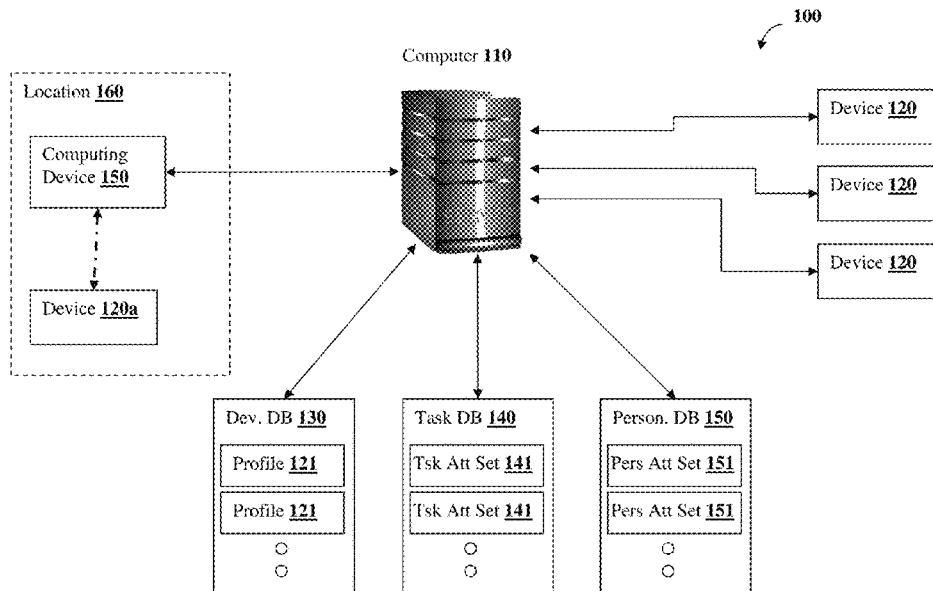 100
Computer 110
Location 160
Computing
Device 150
Device 120a
Device 120
Device 120
Device 120
Dev. DB 130
Profile 121
Profile 121
Task DB 140
Tsk Att Set 141
Tsk Att Set 141
Person. DB 150
Pers Att Set 151
Pers Att Set 151